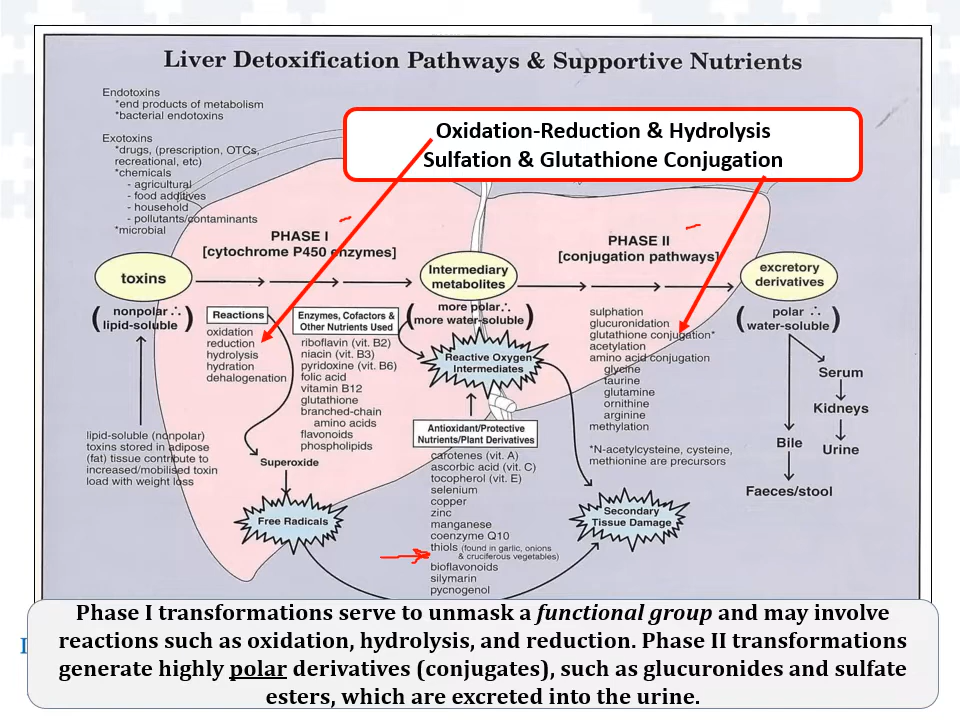 Liver Detoxification Pathways & Supportive Nutrients
Endotoxins
*end products of metabolism
*bacterial endotoxins
Exotoxins
*drugs, (prescription, OTCs,
recreational, etc)
*chemicals
- agricultural
- food additives
- household
- pollutants/contaminants
*microbial
Oxidation-Reduction & Hydrolysis
Sulfation & Glutathione Conjugation
PHASE I
[cytochrome P450 enzymes]
PHASE II
[conjugation pathways]
toxins
Intermediary
metabolites
excretory
derivatives
(nonpolar ∴
lipid-soluble)
(more polar ∴
more water-soluble)
(polar ∴
water-soluble)
Reactions
oxidation
reduction
hydrolysis
hydration
dehalogenation
Enzymes, Cofactors &
Other Nutrients Used
riboflavin (vit. B2)
niacin (vit. B3)
pyridoxine (vit. B6)
folic acid
vitamin B12
glutathione
branched-chain
amino acids
flavonoids
phospholipids
Reactive Oxygen
Intermediates
sulphation
glucuronidation
glutathione conjugation*
acetylation
amino acid conjugation
glycine
taurine
glutamine
ornithine
arginine
methylation
*N-acetylcysteine, cysteine,
methionine are precursors
Serum
Kidneys
Urine
Bile
Faeces/stool
lipid-soluble (nonpolar)
toxins stored in adipose
(fat) tissue contribute to
increased/mobilised toxin
load with weight loss
Superoxide
Free Radicals
Antioxidant/Protective
Nutrients/Plant Derivatives
carotenes (vit. A)
ascorbic acid (vit. C)
tocopherol (vit. E)
selenium
copper
zinc
manganese
coenzyme Q10
thiols (found in garlic, onions
& cruciferous vegetables)
bioflavonoids
silymarin
pycnogenol
Secondary
Tissue Damage
Phase I transformations serve to unmask a functional group and may involve
reactions such as oxidation, hydrolysis, and reduction. Phase II transformations
generate highly polar derivatives (conjugates), such as glucuronides and sulfate
esters, which are excreted into the urine.